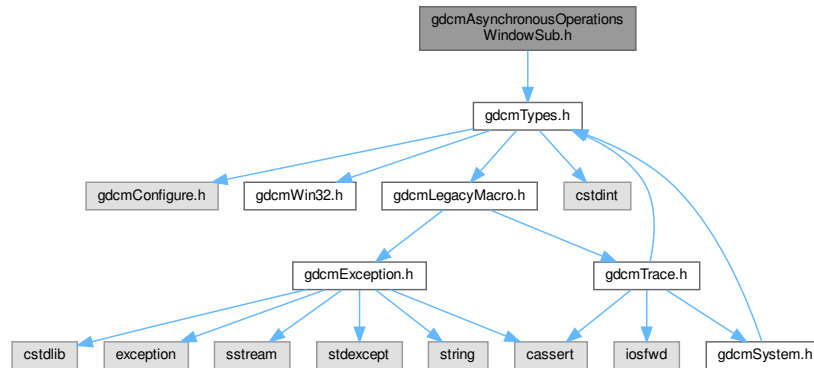 gdcmAsynchronousOperations
WindowSub.h
gdcmTypes.h
gdcmConfigure.h
gdcmWin32.h
gdcmLegacyMacro.h
cstdint
gdcmException.h
gdcmTrace.h
cstdlib
exception
sstream
stdexcept
string
cassert
iosfwd
gdcmSystem.h